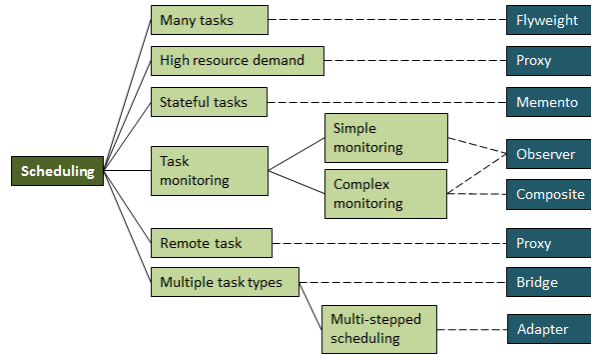 Many tasks
Flyweight
High resource demand
Proxy
Stateful tasks
Memento
Simple
monitoring
Observer
Scheduling
Task
monitoring
Complex
monitoring
Composite
Remote task
Proxy
Multiple task types
Bridge
Multi-stepped
scheduling
Adapter